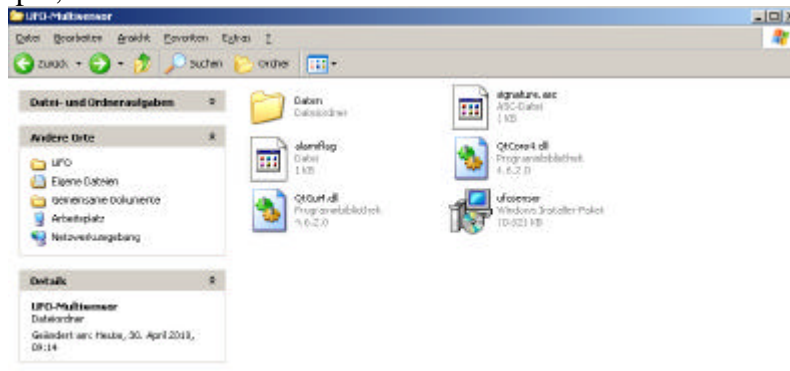 UFO-Multisensor
Datei Bearbeiten Ansicht Favoriten Extras ?
Zurück Suchen Ordner
Datei- und Ordneraufgaben
Andere Orte
UFO
Eigene Dateien
Gemeinsame Dokumente
Arbeitsplatz
Netzwerkumgebung
Details
UFO-Multisensor
Dateiordner
Geändert am: Heute, 30. April 2010,
09:14
Daten
Dateiordner
signature.asc
ASC-Datei
1 KB
alarmflag
Datei
1 KB
QtCore4.dll
Programmbibliothek
4.6.2.0
QtGui4.dll
Programmbibliothek
4.6.2.0
ufosensor
Windows Installer-Paket